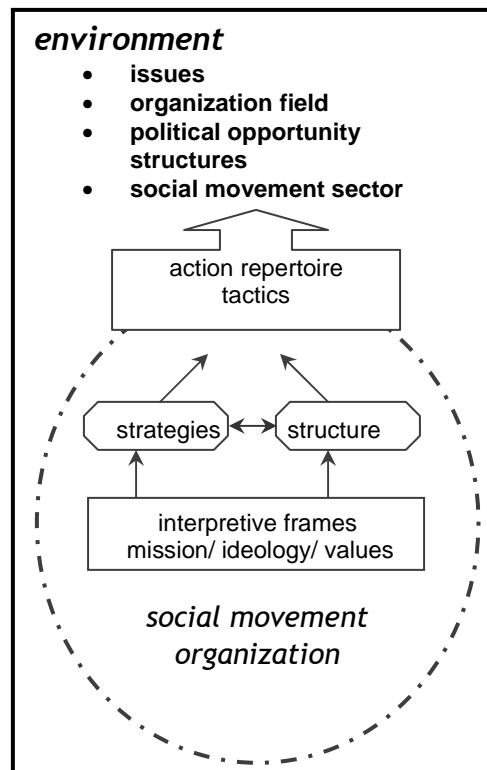 environment
• issues
• organization field
• political opportunity
structures
• social movement sector
action repertoire
tactics
strategies
structure
interpretive frames
mission/ ideology/ values
social movement
organization